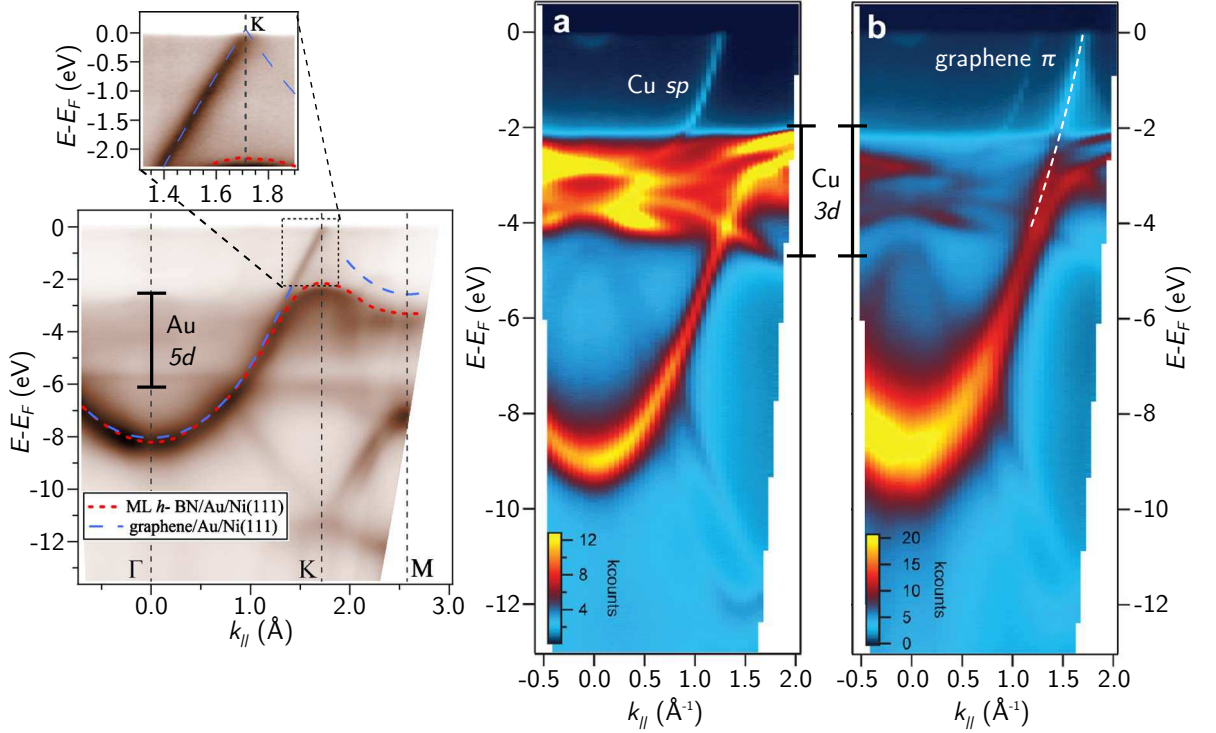 K
0.0
-0.5
-1.0
-1.5
-2.0
E-E_F (eV)
1.4 1.6 1.8
0
-2
-4
-6
-8
-10
-12
E-E_F (eV)
Au
5d
ML h- BN/Au/Ni(111)
graphene/Au/Ni(111)
Γ K M
0.0 1.0 2.0 3.0
k_// (Å)
a
0
-2
-4
-6
-8
-10
-12
E-E_F (eV)
Cu sp
Cu
3d
12
8
4
kcounts
-0.5 0.0 0.5 1.0 1.5 2.0
k_// (Å⁻¹)
b
graphene π
20
15
10
5
0
kcounts
0
-2
-4
-6
-8
-10
-12
E-E_F (eV)
-0.5 0.0 0.5 1.0 1.5 2.0
k_// (Å⁻¹)